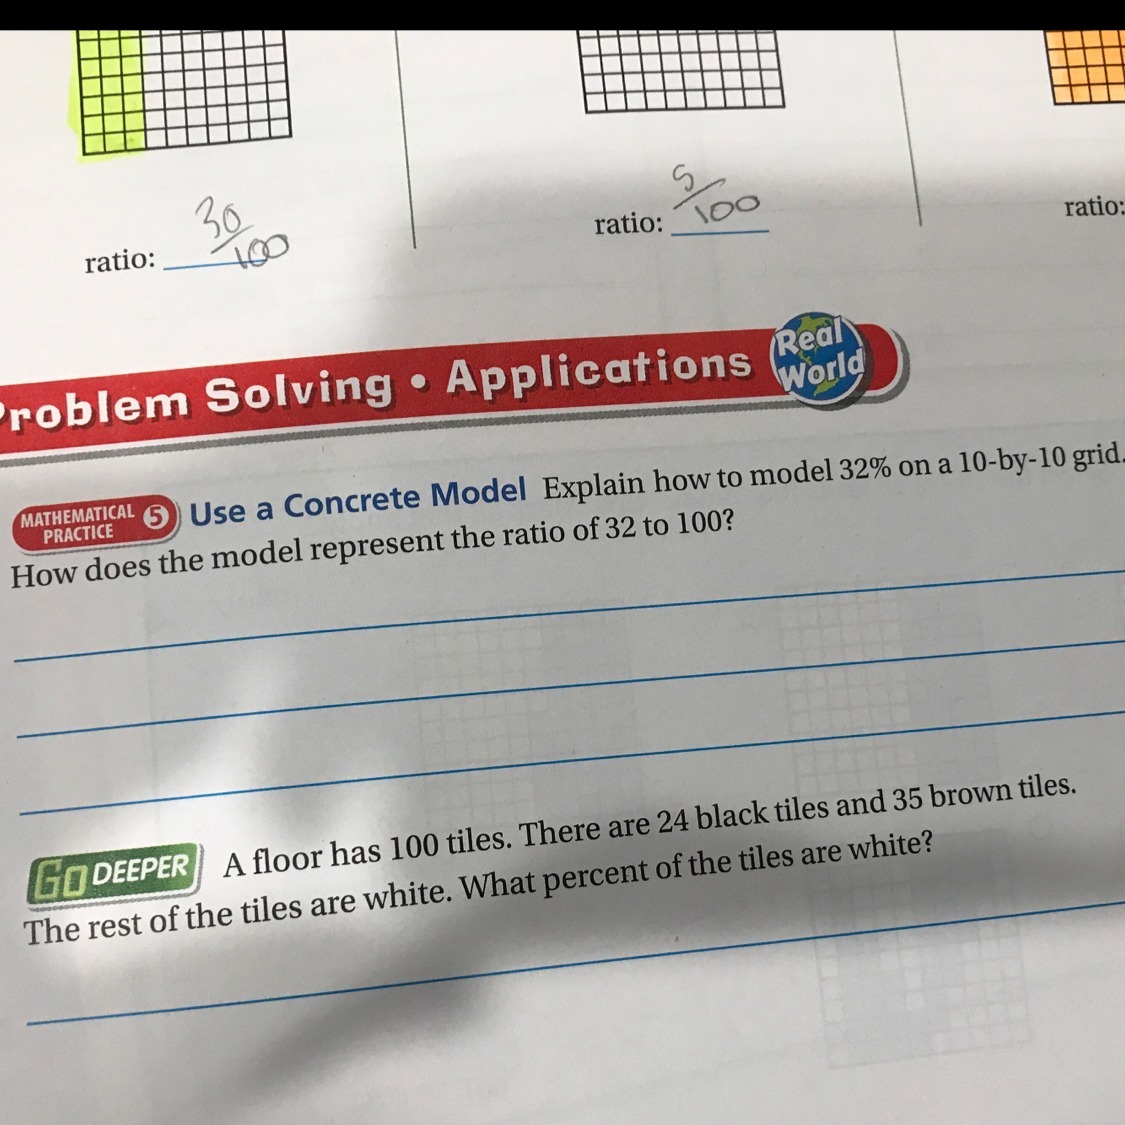 ratio: 30/100
ratio: 5/100
ratio:
Problem Solving • Applications Real World
MATHEMATICAL PRACTICE 5 Use a Concrete Model Explain how to model 32% on a 10-by-10 grid.
How does the model represent the ratio of 32 to 100?
GO DEEPER A floor has 100 tiles. There are 24 black tiles and 35 brown tiles.
The rest of the tiles are white. What percent of the tiles are white?